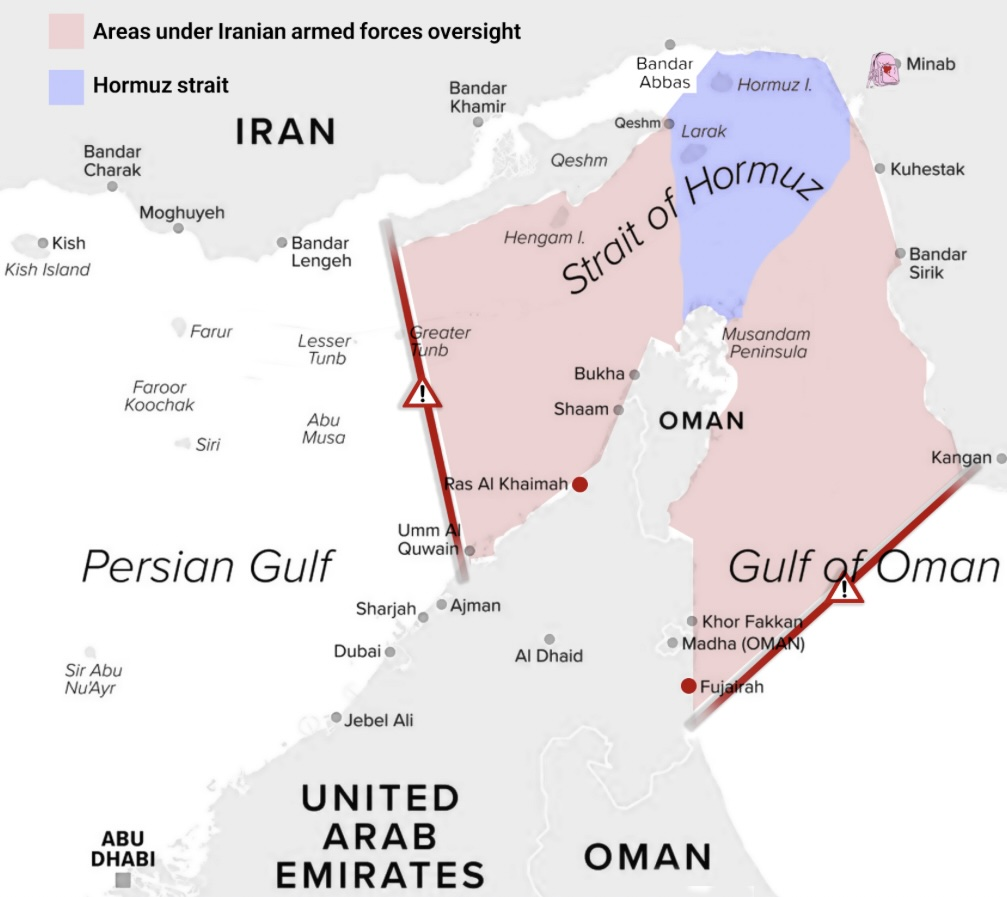 Areas under Iranian armed forces oversight
Hormuz strait
Bandar
Abbas
Minab
Hormuz I.
Bandar
Khamir
IRAN
Qeshm
Larak
Bandar
Charak
Qeshm
Kuhestak
Strait of Hormuz
Moghuyeh
Hengam I.
Kish
Kish Island
Bandar
Lengeh
Bandar
Sirik
Farur
Lesser
Tunb
Greater
Tunb
Musandam
Peninsula
Bukha
Faroor
Koochak
Shaam
OMAN
Abu
Musa
Siri
Kangan
Ras Al Khaimah
!
Umm Al
Quwain
Persian Gulf
Gulf of Oman
!
Sharjah
Ajman
Khor Fakkan
Madha (OMAN)
Dubai
Al Dhaid
Sir Abu
Nu'Ayr
Fujairah
Jebel Ali
UNITED
ARAB
EMIRATES
ABU
DHABI
OMAN